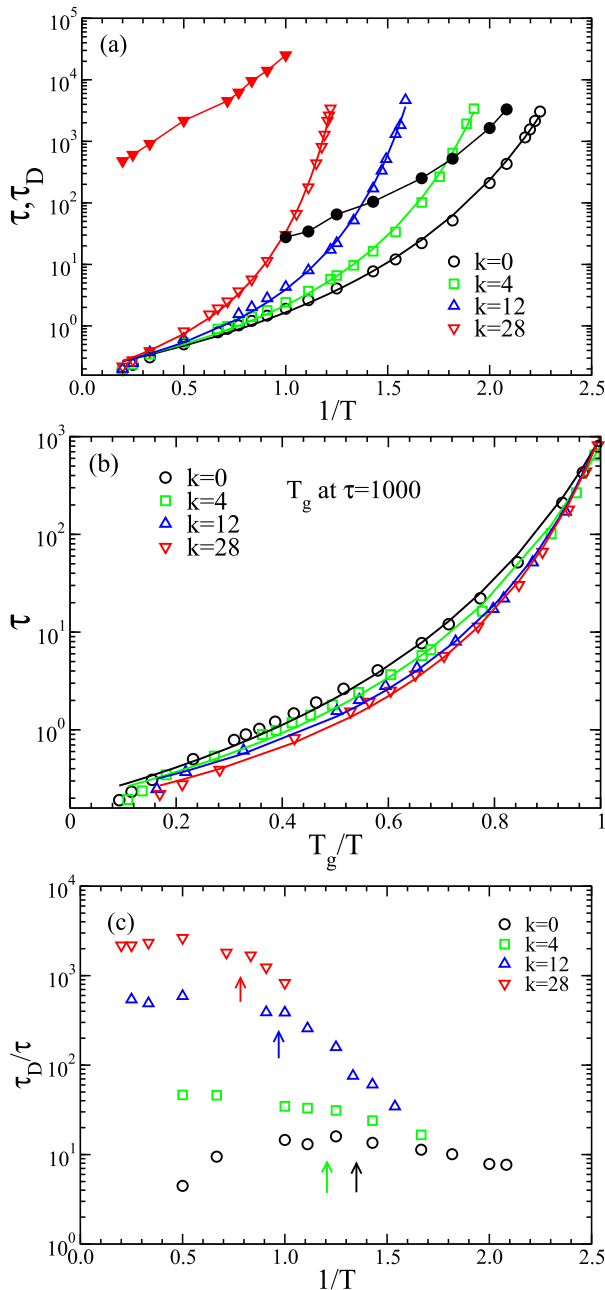 (a)
10^5
10^4
10^3
10^2
10^1
10^0
τ, τ_D
k=0
k=4
k=12
k=28
0.0 0.5 1.0 1.5 2.0 2.5
1/T
(b)
10^3
10^2
10^1
10^0
τ
k=0
k=4
k=12
k=28
T_g at τ=1000
0 0.2 0.4 0.6 0.8 1
T_g/T
(c)
10^4
10^3
10^2
10^1
10^0
τ_D/τ
k=0
k=4
k=12
k=28
0.0 0.5 1.0 1.5 2.0 2.5
1/T